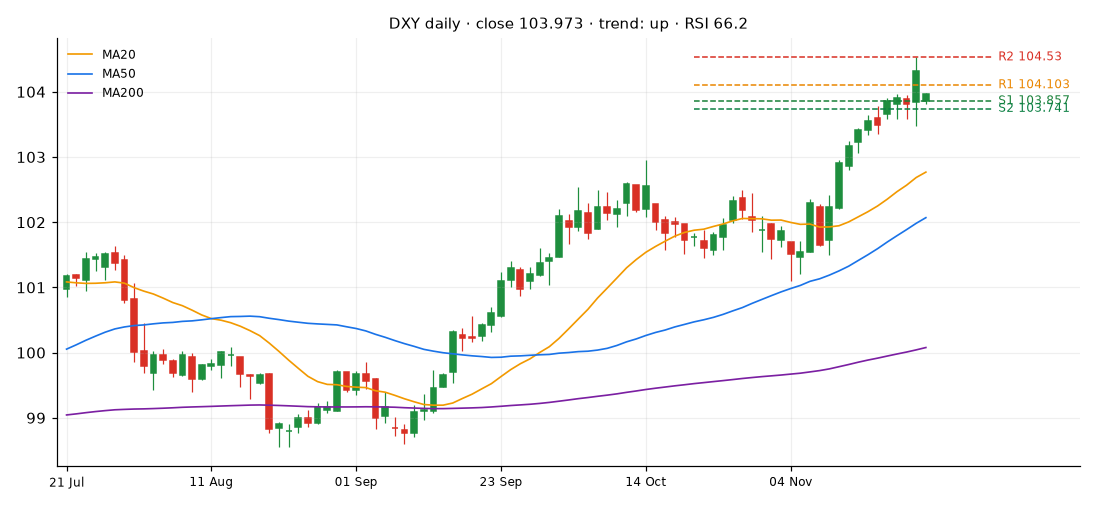 DXY daily · close 103.973 · trend: up · RSI 66.2
MA20
MA50
MA200
R2 104.53
R1 104.103
S1 103.857
S2 103.741
104
103
102
101
100
99
21 Jul
11 Aug
01 Sep
23 Sep
14 Oct
04 Nov